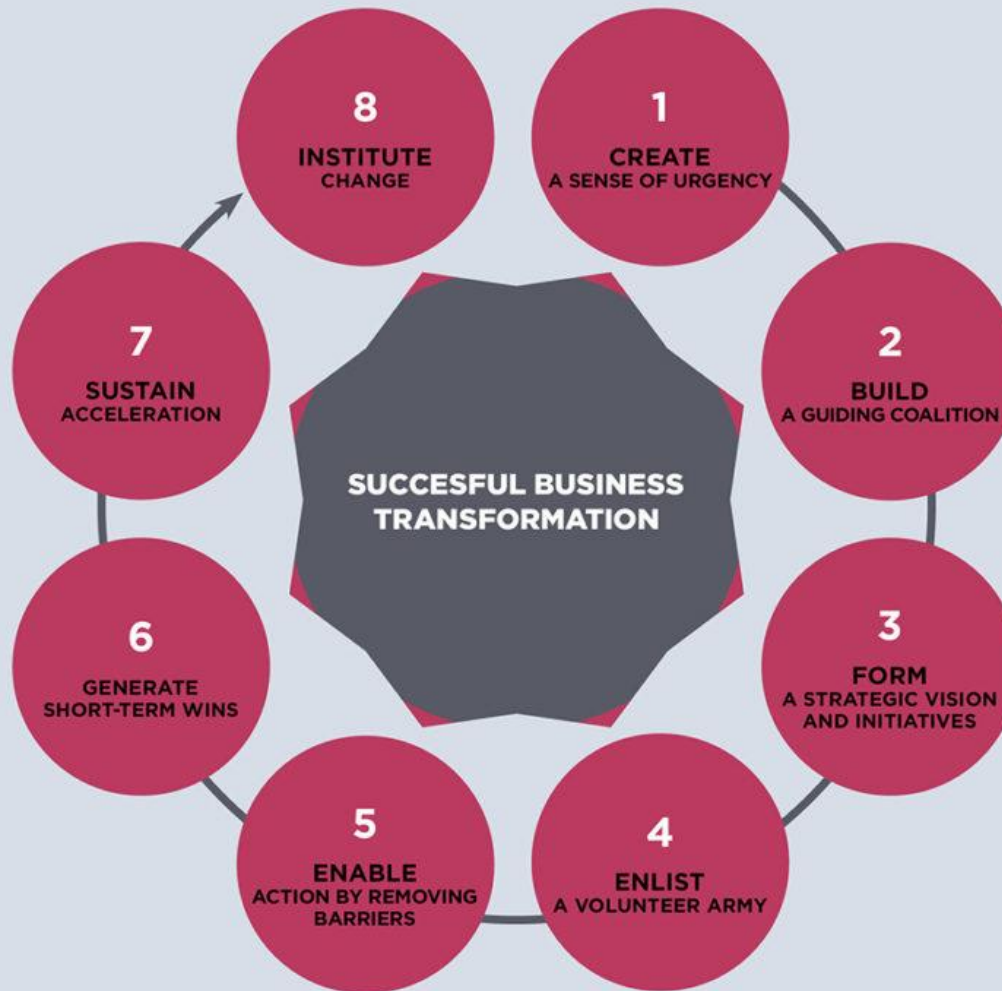 1
CREATE
A SENSE OF URGENCY
2
BUILD
A GUIDING COALITION
3
FORM
A STRATEGIC VISION
AND INITIATIVES
4
ENLIST
A VOLUNTEER ARMY
5
ENABLE
ACTION BY REMOVING
BARRIERS
6
GENERATE
SHORT-TERM WINS
7
SUSTAIN
ACCELERATION
8
INSTITUTE
CHANGE
SUCCESFUL BUSINESS
TRANSFORMATION